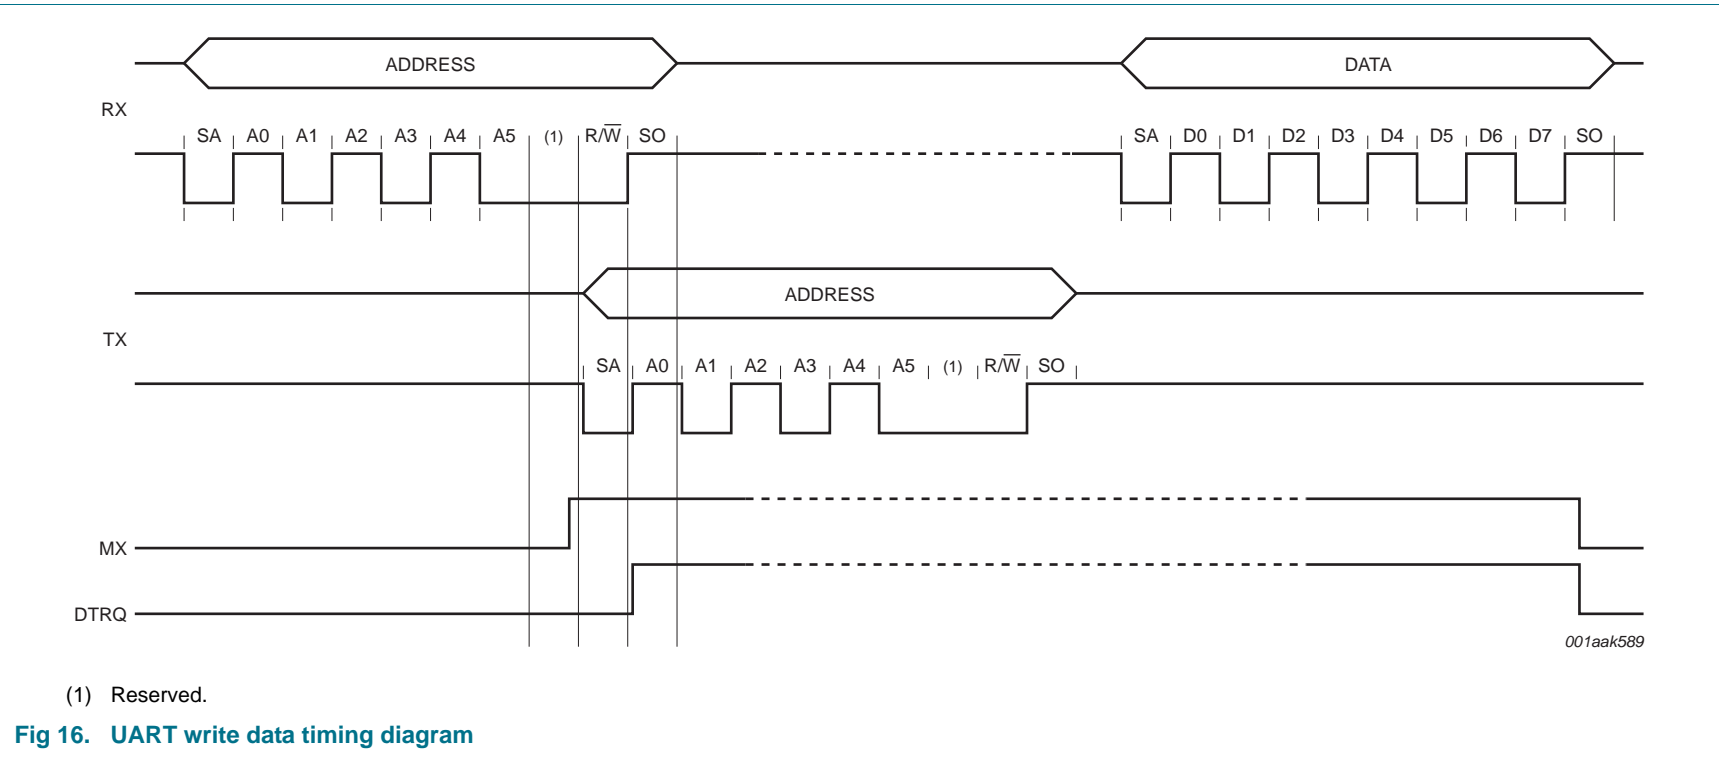 ADDRESS DATA
RX
SA A0 A1 A2 A3 A4 A5 (1) R/W̅ SO SA D0 D1 D2 D3 D4 D5 D6 D7 SO
ADDRESS
TX
SA A0 A1 A2 A3 A4 A5 (1) R/W̅ SO
MX
DTRQ
001aak589
(1) Reserved.
Fig 16. UART write data timing diagram